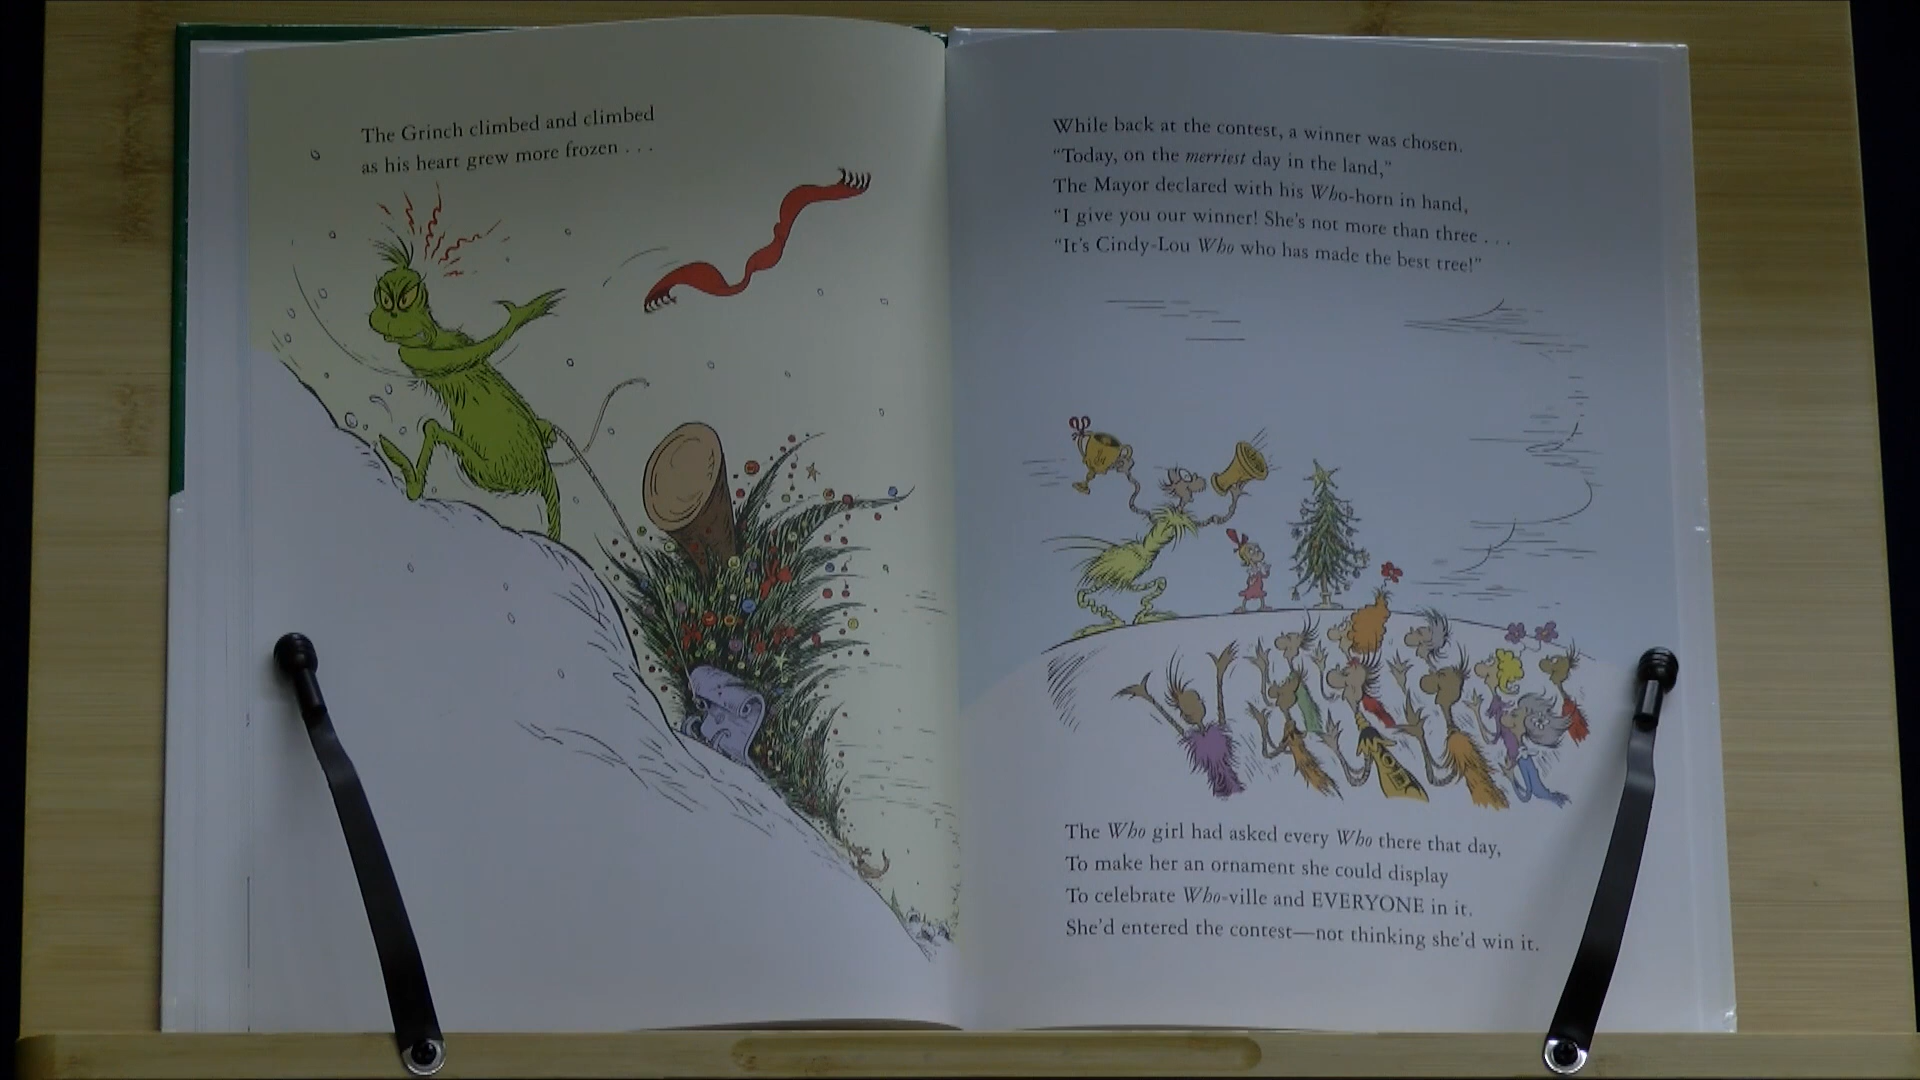 The Grinch climbed and climbed
as his heart grew more frozen . . .
While back at the contest, a winner was chosen.
“Today, on the merriest day in the land,”
The Mayor declared with his Who-horn in hand,
“I give you our winner! She’s not more than three . . .
“It’s Cindy-Lou Who who has made the best tree!”
The Who girl had asked every Who there that day,
To make her an ornament she could display
To celebrate Who-ville and EVERYONE in it.
She’d entered the contest—not thinking she’d win it.